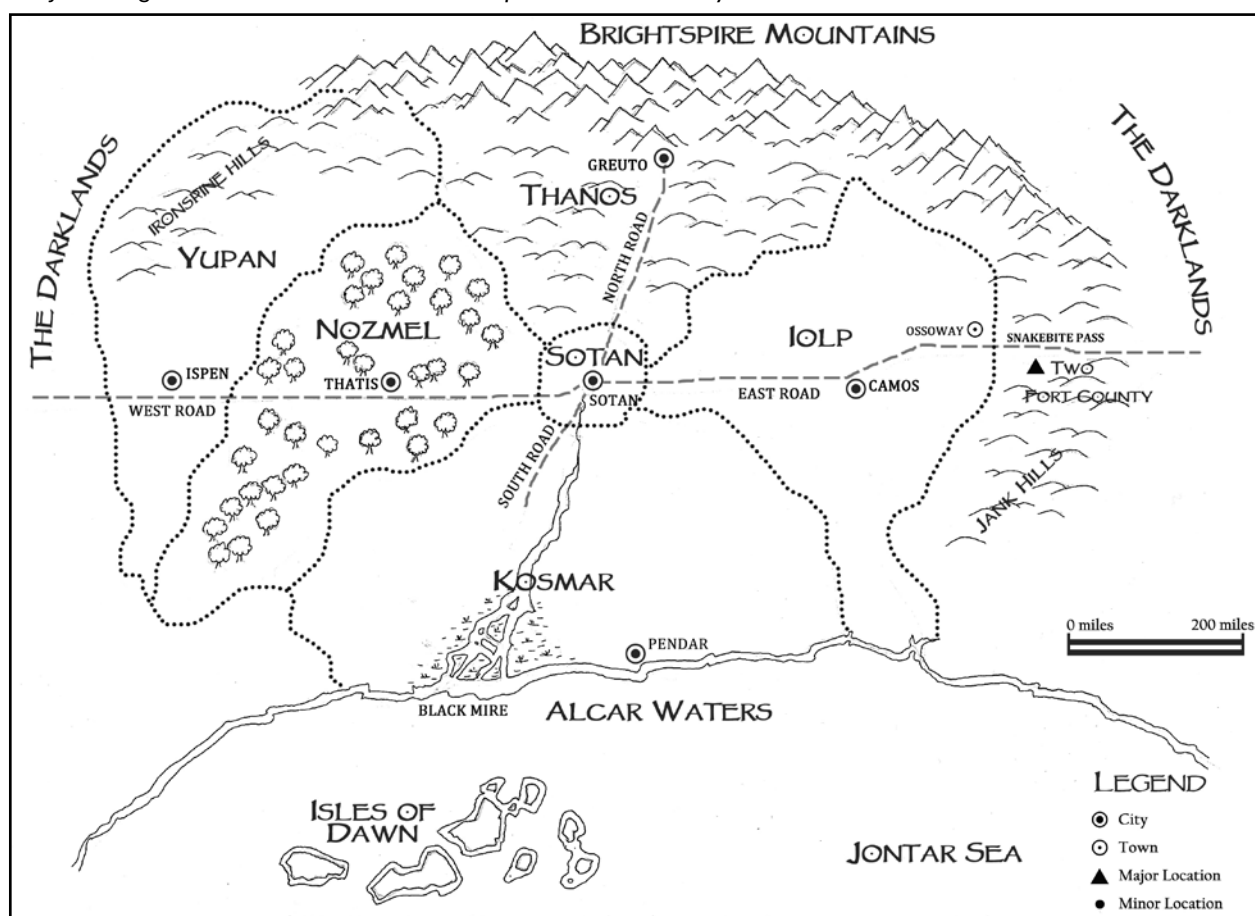 BRIGHTSPIRE MOUNTAINS
THE DARKLANDS
THE DARKLANDS
IRONSPINE HILLS
GREUTO
THANOS
YUPAN
NORTH ROAD
NOZMEL
IOLP
OSSOWAY
SNAKEBITE PASS
SOTAN
ISPEN
THATIS
TWO
FORT COUNTY
SOTAN
EAST ROAD
CAMOS
WEST ROAD
SOUTH ROAD
JANK HILLS
KOSMAR
0 miles 200 miles
PENDAR
BLACK MIRE
ALCAR WATERS
LEGEND
ISLES OF
DAWN
City
Town
JONTAR SEA
Major Location
Minor Location